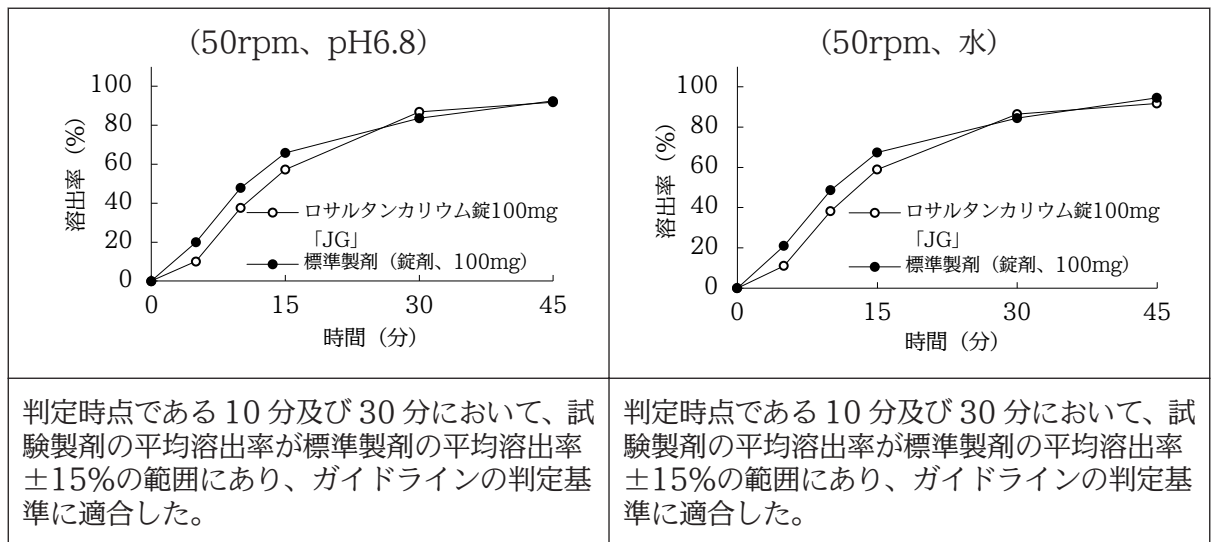 (50rpm、pH6.8)
100
80
60
40
20
0
溶出率 (%)
ロサルタンカリウム錠100mg
「JG」
標準製剤(錠剤、100mg)
0 15 30 45
時間(分)
(50rpm、水)
100
80
60
40
20
0
溶出率 (%)
ロサルタンカリウム錠100mg
「JG」
標準製剤(錠剤、100mg)
0 15 30 45
時間(分)
判定時点である 10 分及び 30 分において、試
験製剤の平均溶出率が標準製剤の平均溶出率
±15%の範囲にあり、ガイドラインの判定基
準に適合した。
判定時点である 10 分及び 30 分において、試
験製剤の平均溶出率が標準製剤の平均溶出率
±15%の範囲にあり、ガイドラインの判定基
準に適合した。